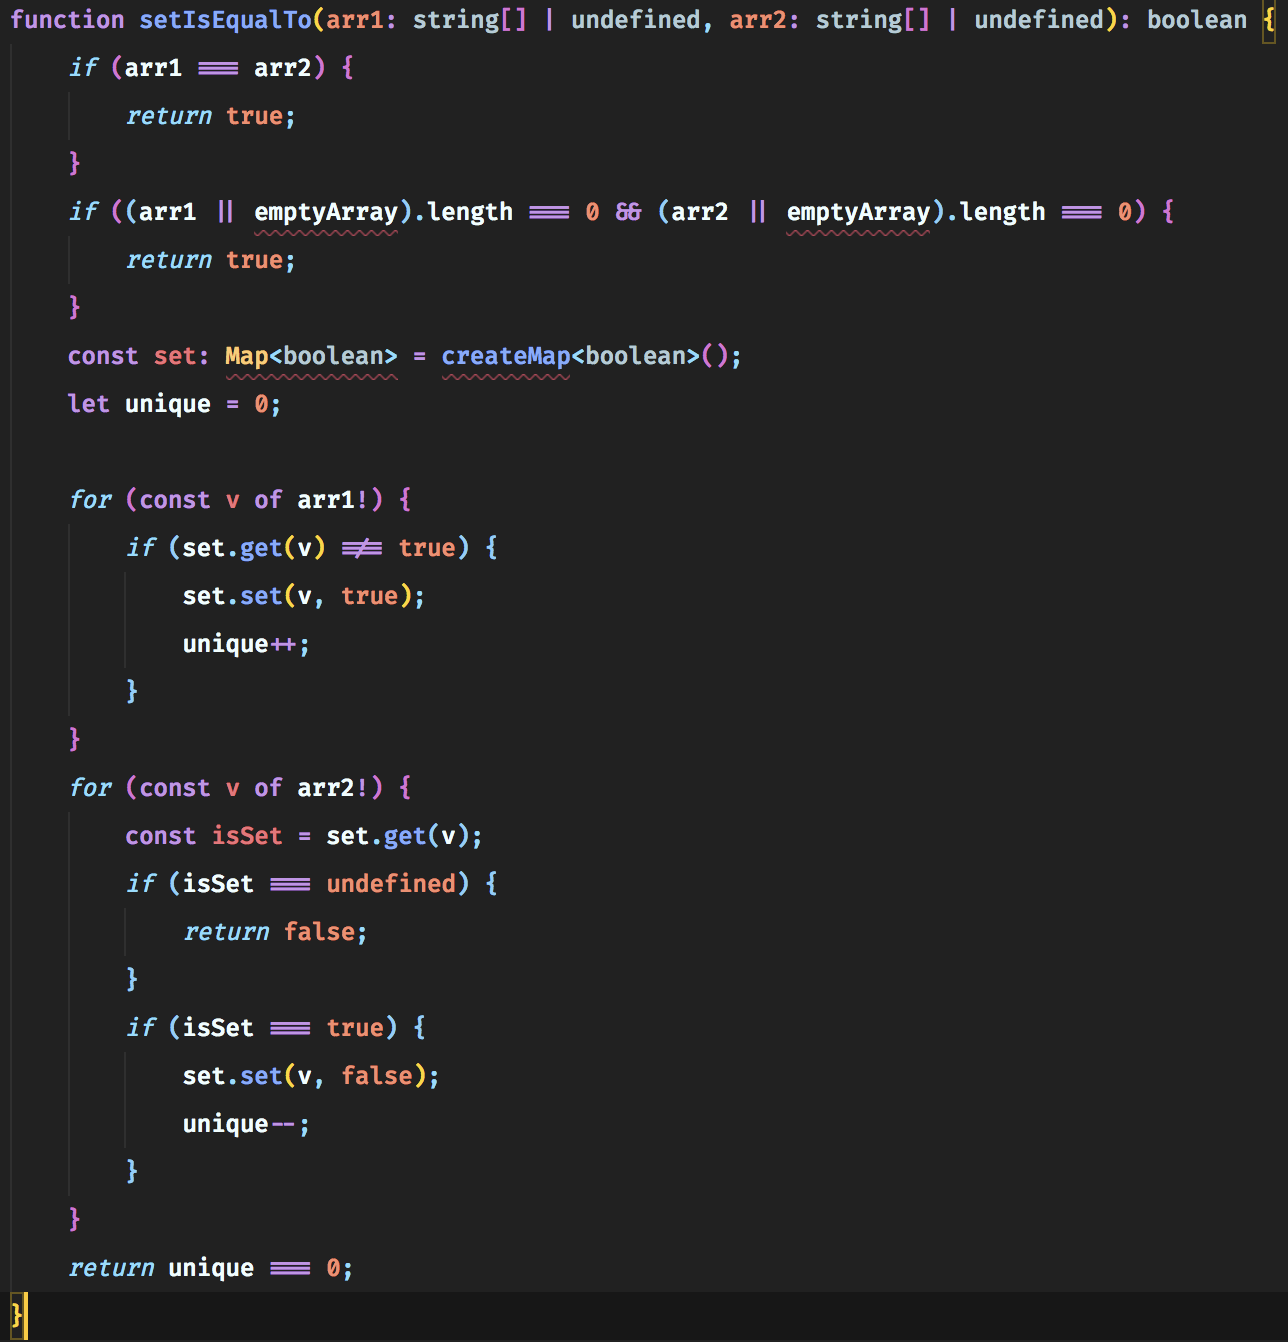 function setIsEqualTo(arr1: string[] | undefined, arr2: string[] | undefined): boolean {
    if (arr1 === arr2) {
        return true;
    }
    if ((arr1 || emptyArray).length === 0 && (arr2 || emptyArray).length === 0) {
        return true;
    }
    const set: Map<boolean> = createMap<boolean>();
    let unique = 0;

    for (const v of arr1!) {
        if (set.get(v) !== true) {
            set.set(v, true);
            unique++;
        }
    }
    for (const v of arr2!) {
        const isSet = set.get(v);
        if (isSet === undefined) {
            return false;
        }
        if (isSet === true) {
            set.set(v, false);
            unique--;
        }
    }
    return unique === 0;
}